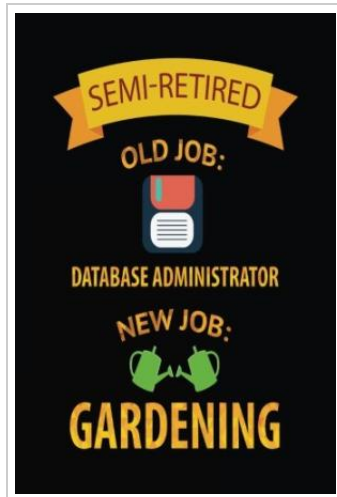 SEMI-RETIRED
OLD JOB:
DATABASE ADMINISTRATOR
NEW JOB:
GARDENING